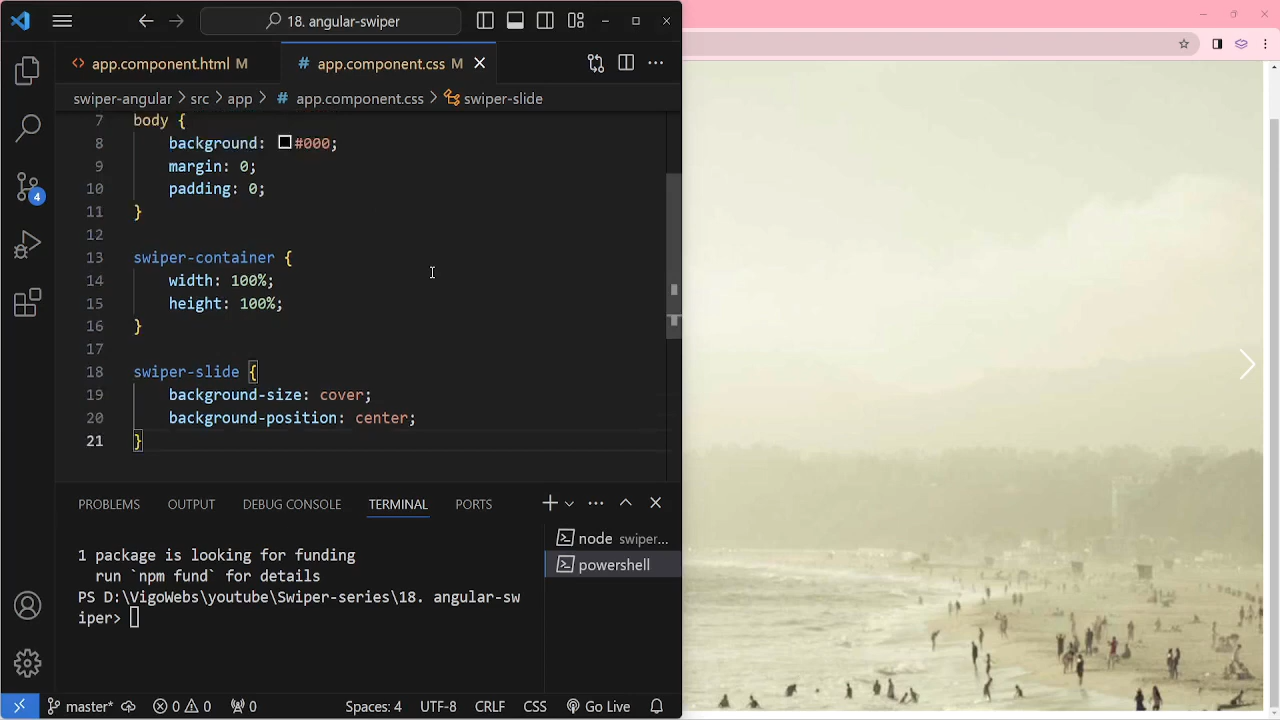 18. angular-swiper
<> app.component.html M
# app.component.css M
swiper-angular > src > app > # app.component.css > swiper-slide
7 body {
8 background: #000;
9 margin: 0;
10 padding: 0;
11 }
12
13 swiper-container {
14 width: 100%;
15 height: 100%;
16 }
17
18 swiper-slide {
19 background-size: cover;
20 background-position: center;
21 }
4
PROBLEMS OUTPUT DEBUG CONSOLE TERMINAL PORTS
1 package is looking for funding
run `npm fund` for details
PS D:\VigoWebs\youtube\Swiper-series\18. angular-sw
iper>
node swiper...
powershell
master* 0 0 0 Spaces: 4 UTF-8 CRLF CSS Go Live